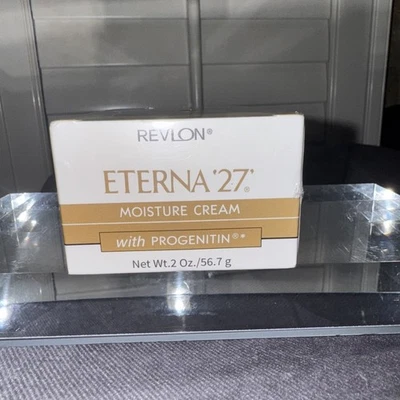 REVLON®
ETERNA '27'®
MOISTURE CREAM
with PROGENITIN®*
Net Wt.2 Oz./56.7 g